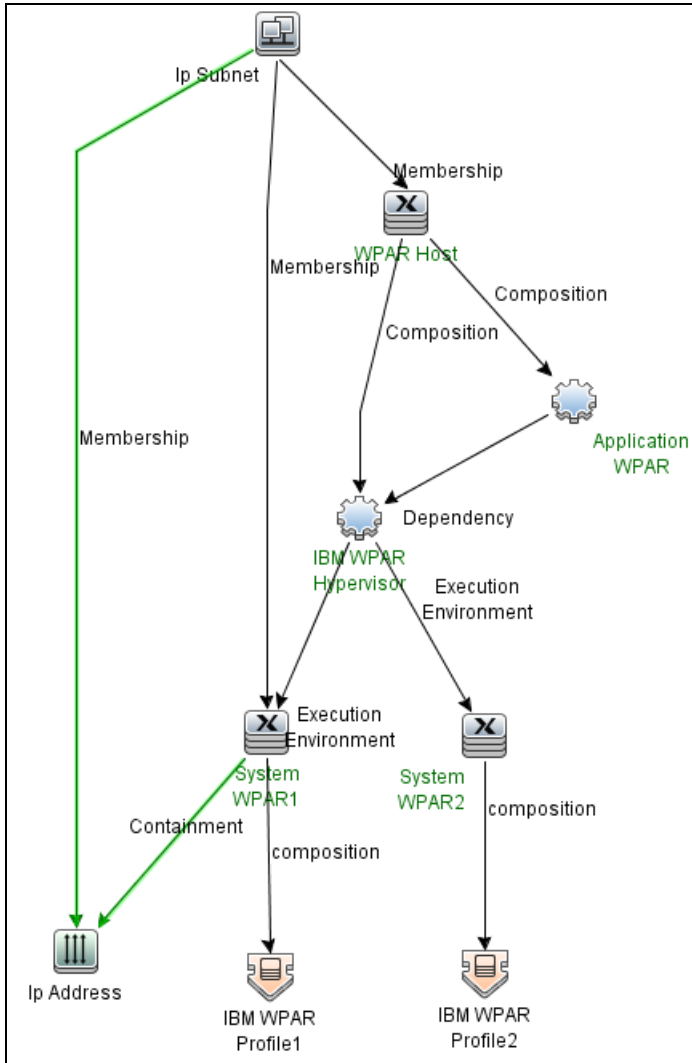 Ip Subnet
Membership
WPAR Host
Membership
Composition
Composition
Membership
Application
WPAR
Dependency
IBM WPAR
Hypervisor
Execution
Environment
Execution
Environment
System
WPAR1
System
WPAR2
Containment
composition
composition
Ip Address
IBM WPAR
Profile1
IBM WPAR
Profile2